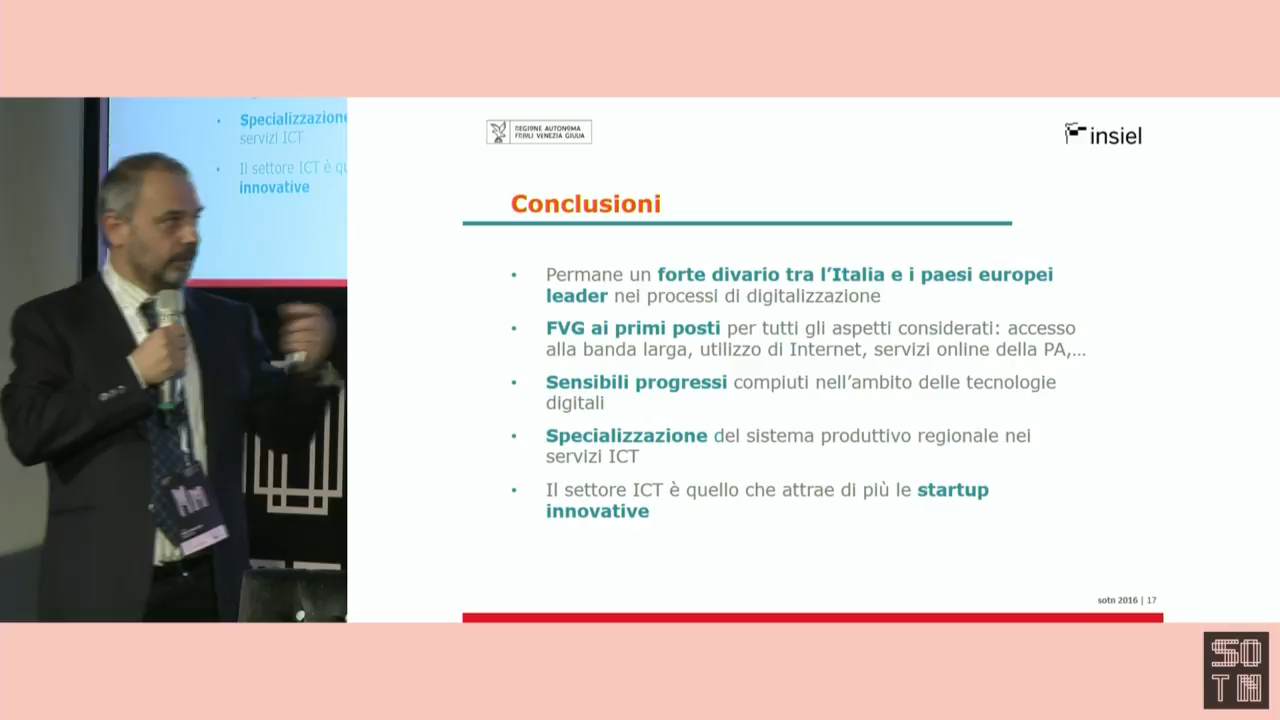 Specializzazione
servizi ICT
Il settore ICT è qu
innovative
REGIONE AUTONOMA
FRIULI VENEZIA GIULIA
insiel
Conclusioni
• Permane un forte divario tra l'Italia e i paesi europei
leader nei processi di digitalizzazione
• FVG ai primi posti per tutti gli aspetti considerati: accesso
alla banda larga, utilizzo di Internet, servizi online della PA,...
• Sensibili progressi compiuti nell'ambito delle tecnologie
digitali
• Specializzazione del sistema produttivo regionale nei
servizi ICT
• Il settore ICT è quello che attrae di più le startup
innovative
sotn 2016 | 17
SO
TN